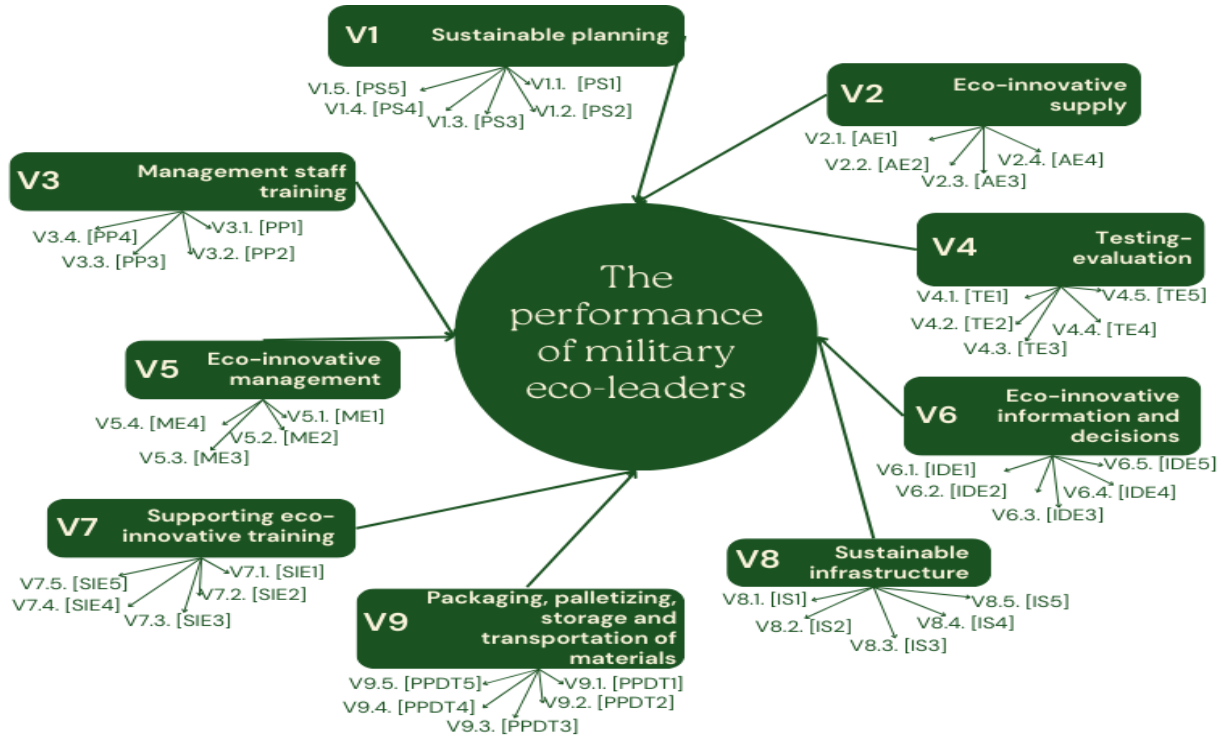 V1 Sustainable planning
V1.5. [PS5]
V1.1. [PS1]
V1.4. [PS4]
V1.2. [PS2]
V1.3. [PS3]
V2 Eco-innovative
supply
V2.1. [AE1]
V2.2. [AE2]
V2.4. [AE4]
V2.3. [AE3]
V3 Management staff
training
V3.4. [PP4]
V3.1. [PP1]
V3.3. [PP3]
V3.2. [PP2]
The
performance
of military
eco-leaders
V4 Testing-
evaluation
V4.1. [TE1]
V4.5. [TE5]
V4.2. [TE2]
V4.4. [TE4]
V4.3. [TE3]
V5 Eco-innovative
management
V5.4. [ME4]
V5.1. [ME1]
V5.2. [ME2]
V5.3. [ME3]
V6 Eco-innovative
information and
decisions
V6.1. [IDE1]
V6.5. [IDE5]
V6.2. [IDE2]
V6.4. [IDE4]
V6.3. [IDE3]
V7 Supporting eco-
innovative training
V7.5. [SIE5]
V7.1. [SIE1]
V7.4. [SIE4]
V7.2. [SIE2]
V7.3. [SIE3]
V8 Sustainable
infrastructure
V8.1. [IS1]
V8.5. [IS5]
V8.2. [IS2]
V8.4. [IS4]
V8.3. [IS3]
V9 Packaging, palletizing,
storage and
transportation of
materials
V9.5. [PPDT5]
V9.1. [PPDT1]
V9.4. [PPDT4]
V9.2. [PPDT2]
V9.3. [PPDT3]